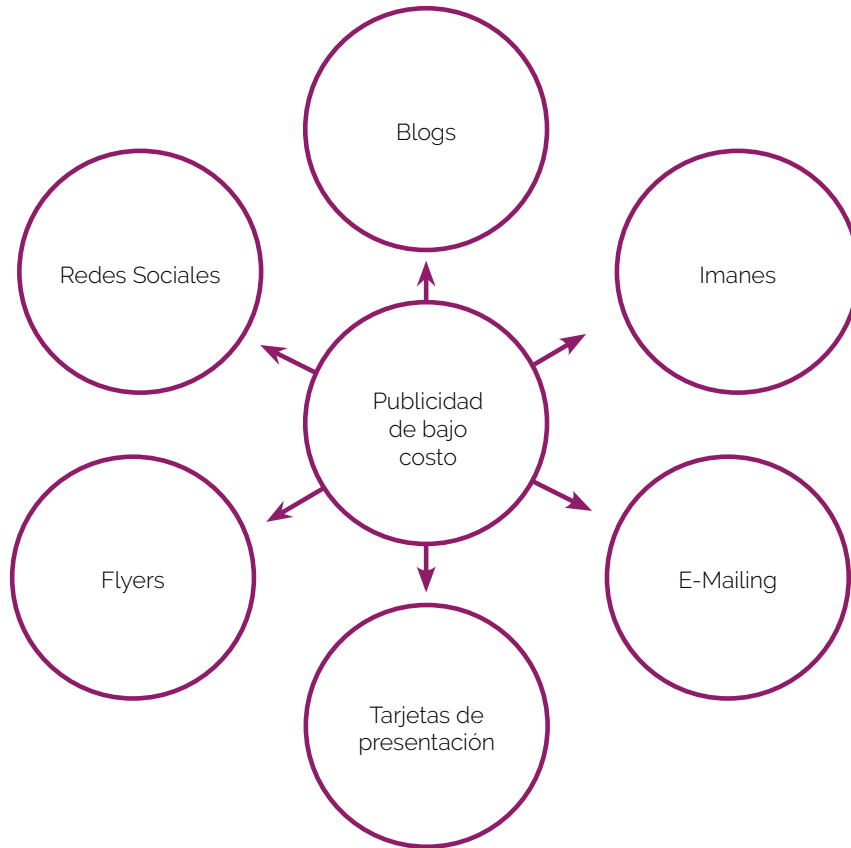 Blogs
Redes Sociales
Imanes
Publicidad
de bajo
costo
Flyers
E-Mailing
Tarjetas de
presentación